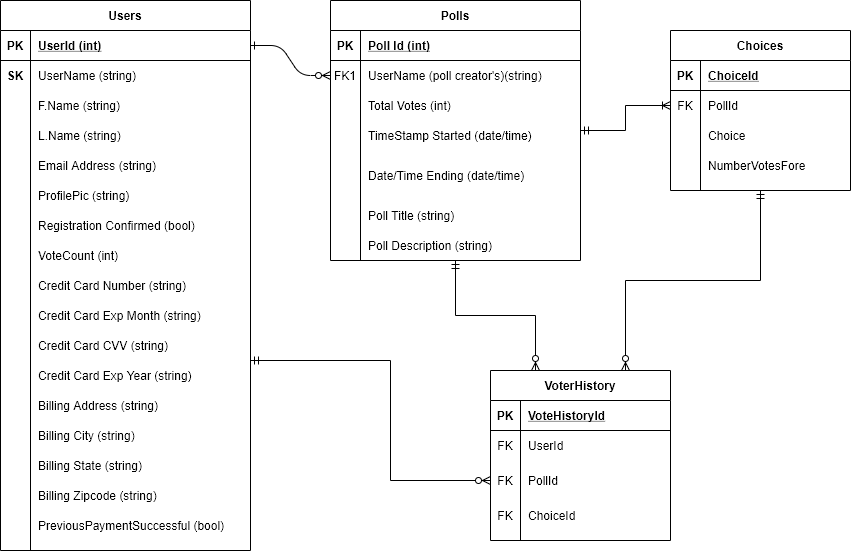 Users
PK UserId (int)
SK UserName (string)
F.Name (string)
L.Name (string)
Email Address (string)
ProfilePic (string)
Registration Confirmed (bool)
VoteCount (int)
Credit Card Number (string)
Credit Card Exp Month (string)
Credit Card CVV (string)
Credit Card Exp Year (string)
Billing Address (string)
Billing City (string)
Billing State (string)
Billing Zipcode (string)
PreviousPaymentSuccessful (bool)
Polls
PK Poll Id (int)
FK1 UserName (poll creator's)(string)
Total Votes (int)
TimeStamp Started (date/time)
Date/Time Ending (date/time)
Poll Title (string)
Poll Description (string)
Choices
PK ChoiceId
FK PollId
Choice
NumberVotesFore
VoterHistory
PK VoteHistoryId
FK UserId
FK PollId
FK ChoiceId